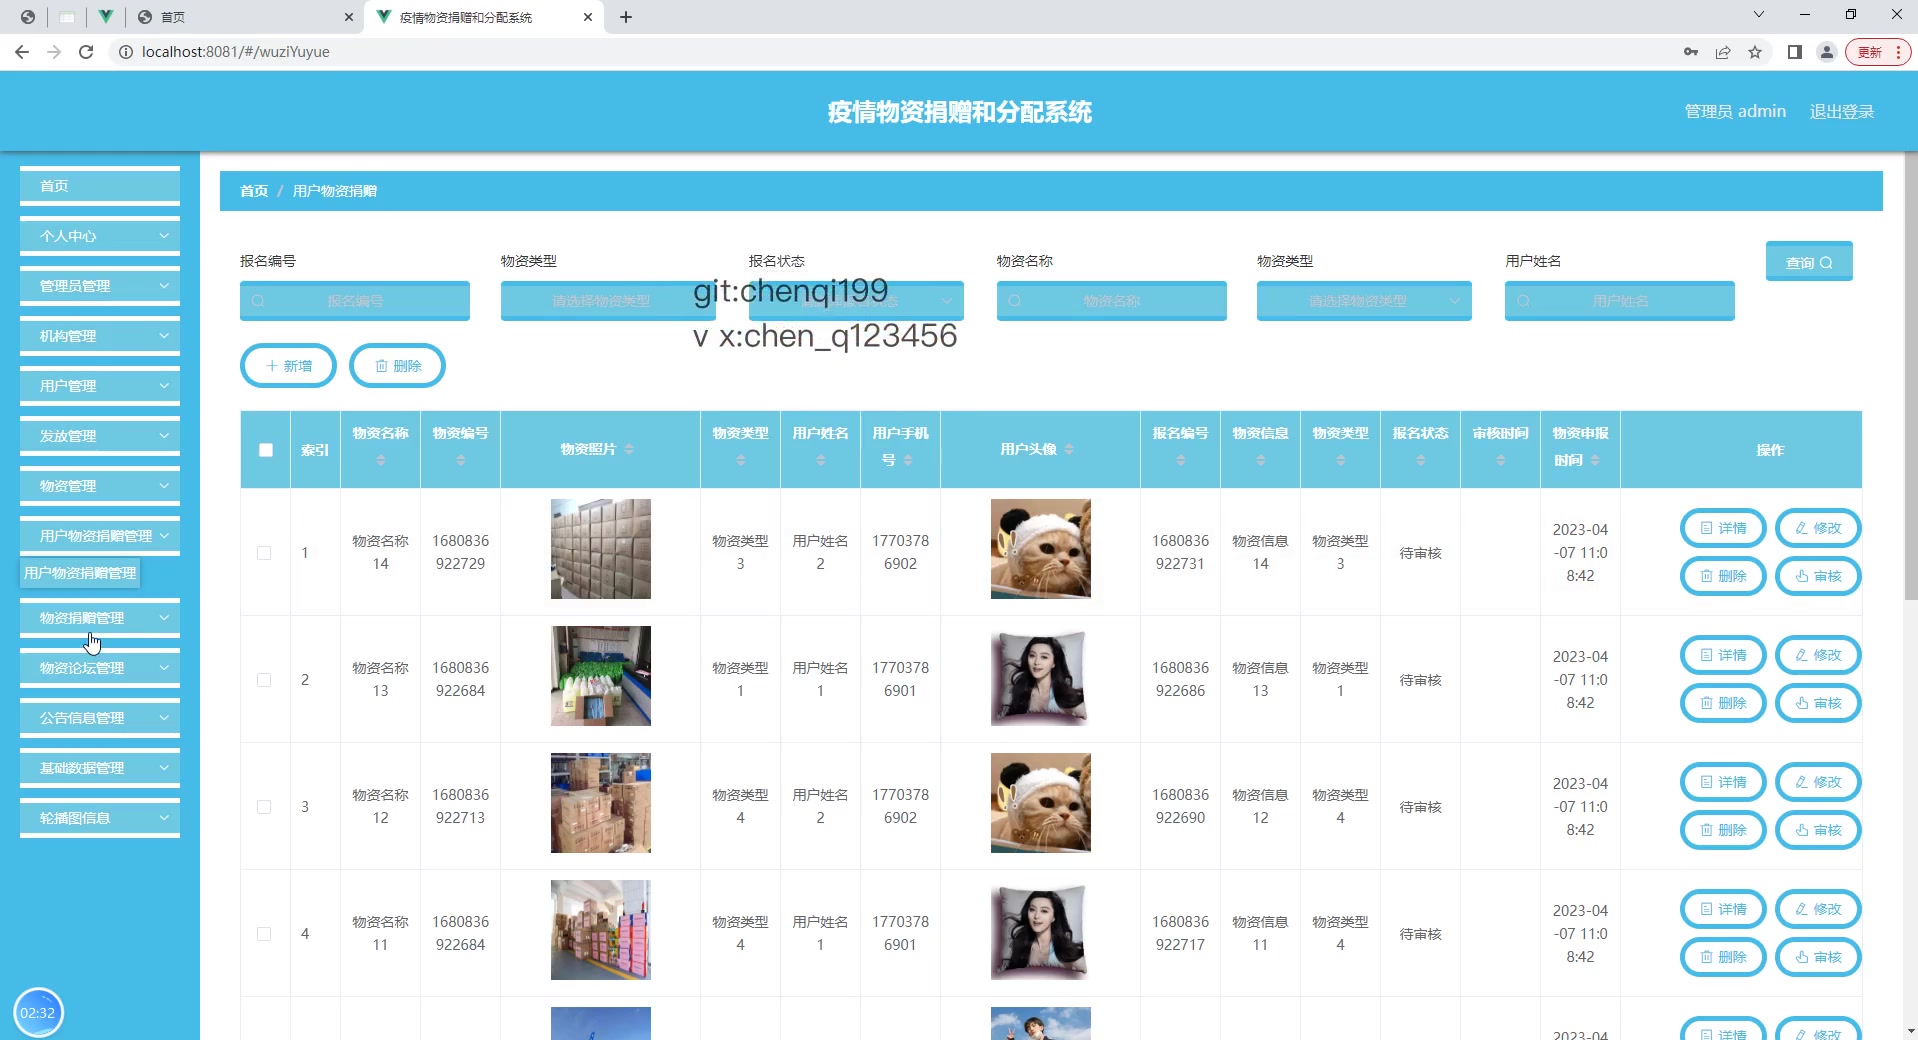 首页
疫情物资捐赠和分配系统
localhost:8081/#/wuziYuyue
更新
疫情物资捐赠和分配系统
管理员 admin
退出登录
首页
个人中心
管理员管理
机构管理
用户管理
发放管理
物资管理
用户物资捐赠管理
用户物资捐赠管理
物资捐赠管理
物资论坛管理
公告信息管理
基础数据管理
轮播图信息
02:32
首页 / 用户物资捐赠
报名编号 物资类型 报名状态 物资名称 物资类型 用户姓名
查询
报名编号 请选择物资类型 物资名称 请选择物资类型 用户姓名
git:chenqi199
v x:chen_q123456
新增 删除
索引 物资名称 物资编号 物资照片 物资类型 用户姓名 用户手机号 用户头像 报名编号 物资信息 物资类型 报名状态 审核时间 物资申报时间 操作
1 物资名称14 1680836922729 物资类型3 用户姓名2 17703786902 1680836922731 物资信息14 物资类型3 待审核 2023-04-07 11:08:42 详情 修改 删除 审核
2 物资名称13 1680836922684 物资类型1 用户姓名1 17703786901 1680836922686 物资信息13 物资类型1 待审核 2023-04-07 11:08:42 详情 修改 删除 审核
3 物资名称12 1680836922713 物资类型4 用户姓名2 17703786902 1680836922690 物资信息12 物资类型4 待审核 2023-04-07 11:08:42 详情 修改 删除 审核
4 物资名称11 1680836922684 物资类型4 用户姓名1 17703786901 1680836922717 物资信息11 物资类型4 待审核 2023-04-07 11:08:42 详情 修改 删除 审核
2023-04 详情 修改